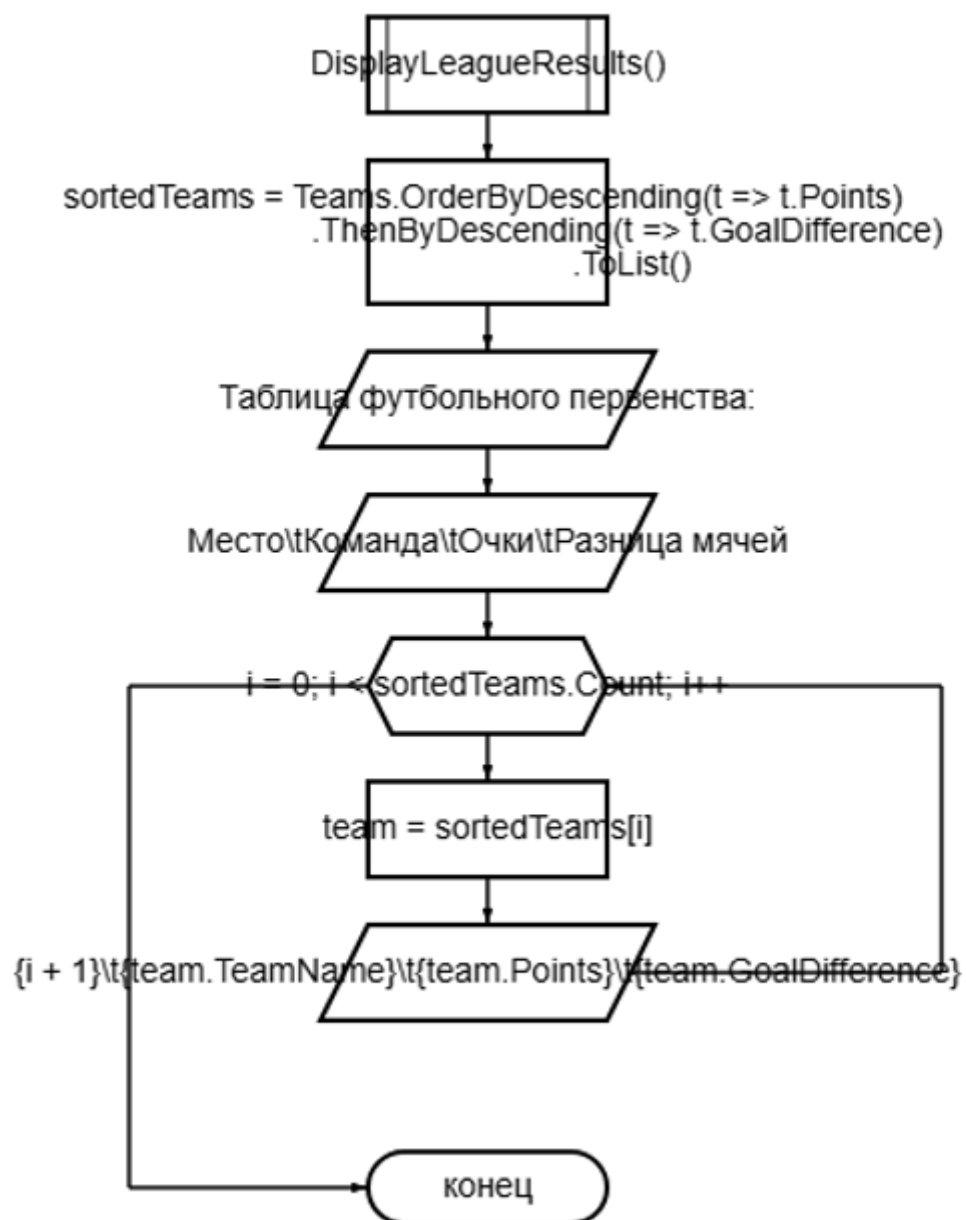 DisplayLeagueResults()
sortedTeams = Teams.OrderByDescending(t => t.Points)
.ThenByDescending(t => t.GoalDifference)
.ToList()
Таблица футбольного первенства:
Место\tКоманда\tОчки\tРазница мячей
i = 0; i < sortedTeams.Count; i++
team = sortedTeams[i]
{i + 1}\t{team.TeamName}\t{team.Points}\t{team.GoalDifference}
конец